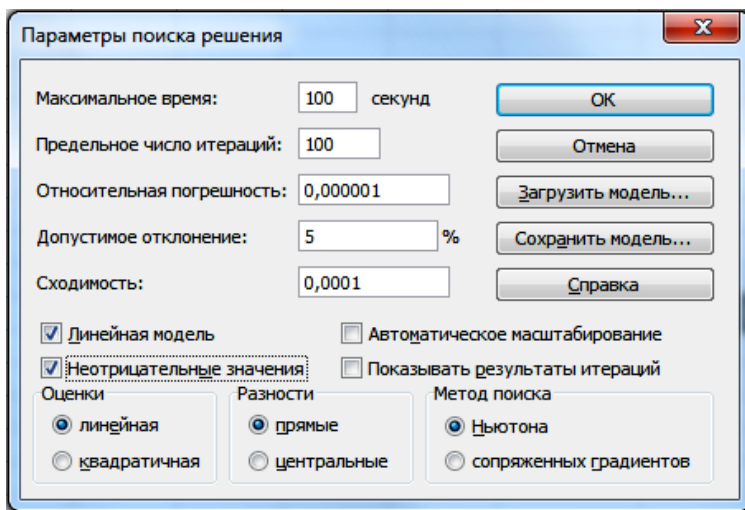 Параметры поиска решения
Максимальное время: 100 секунд
OK
Предельное число итераций: 100
Отмена
Относительная погрешность: 0,000001
Загрузить модель...
Допустимое отклонение: 5 %
Сохранить модель...
Сходимость: 0,0001
Справка
Линейная модель
Автоматическое масштабирование
Неотрицательные значения
Показывать результаты итераций
Оценки
Разности
Метод поиска
линейная
прямые
Ньютона
квадратичная
центральные
сопряженных градиентов